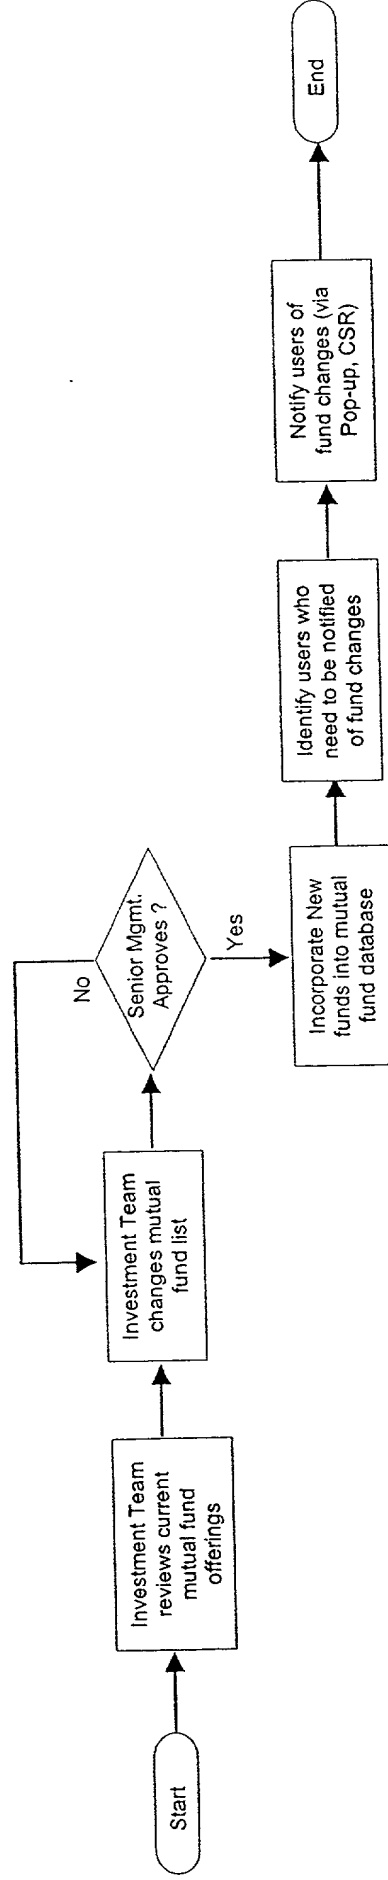 Start
Investment Team
reviews current
mutual fund
offerings
Investment Team
changes mutual
fund list
Senior Mgmt.
Approves ?
No
Yes
Incorporate New
funds into mutual
fund database
Identify users who
need to be notified
of fund changes
Notify users of
fund changes (via
Pop-up, CSR)
End